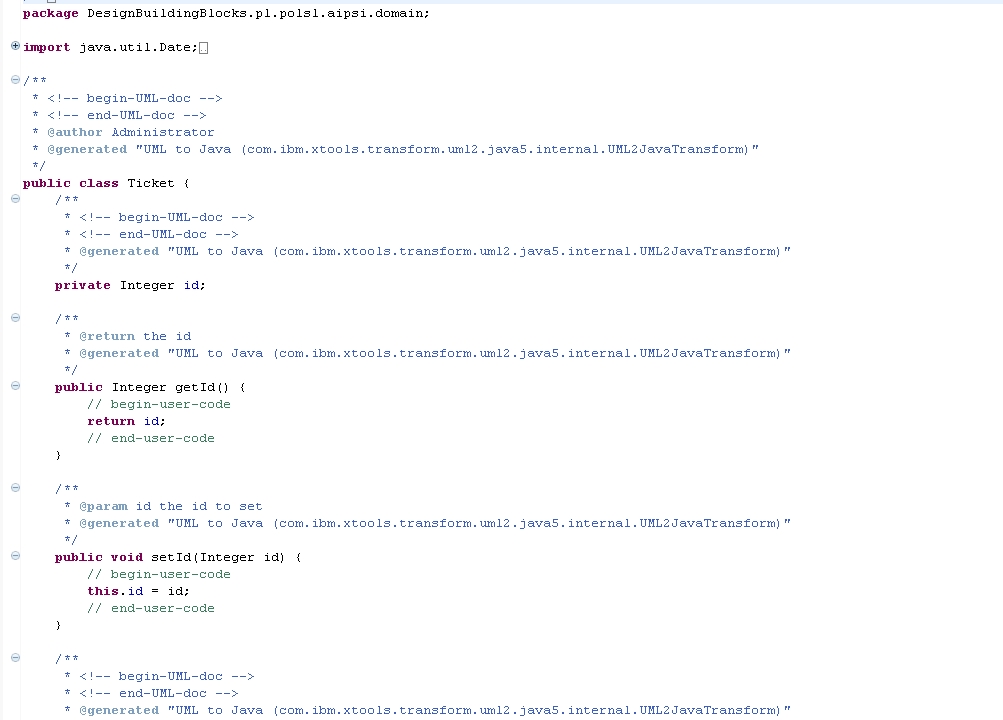 package DesignBuildingBlocks.pl.polsl.aipsi.domain;
import java.util.Date;
/**
 * <!-- begin-UML-doc -->
 * <!-- end-UML-doc -->
 * @author Administrator
 * @generated "UML to Java (com.ibm.xtools.transform.uml2.java5.internal.UML2JavaTransform)"
 */
public class Ticket {
    /**
     * <!-- begin-UML-doc -->
     * <!-- end-UML-doc -->
     * @generated "UML to Java (com.ibm.xtools.transform.uml2.java5.internal.UML2JavaTransform)"
     */
    private Integer id;
    /**
     * @return the id
     * @generated "UML to Java (com.ibm.xtools.transform.uml2.java5.internal.UML2JavaTransform)"
     */
    public Integer getId() {
        // begin-user-code
        return id;
        // end-user-code
    }
    /**
     * @param id the id to set
     * @generated "UML to Java (com.ibm.xtools.transform.uml2.java5.internal.UML2JavaTransform)"
     */
    public void setId(Integer id) {
        // begin-user-code
        this.id = id;
        // end-user-code
    }
    /**
     * <!-- begin-UML-doc -->
     * <!-- end-UML-doc -->
     * @generated "UML to Java (com.ibm.xtools.transform.uml2.java5.internal.UML2JavaTransform)"